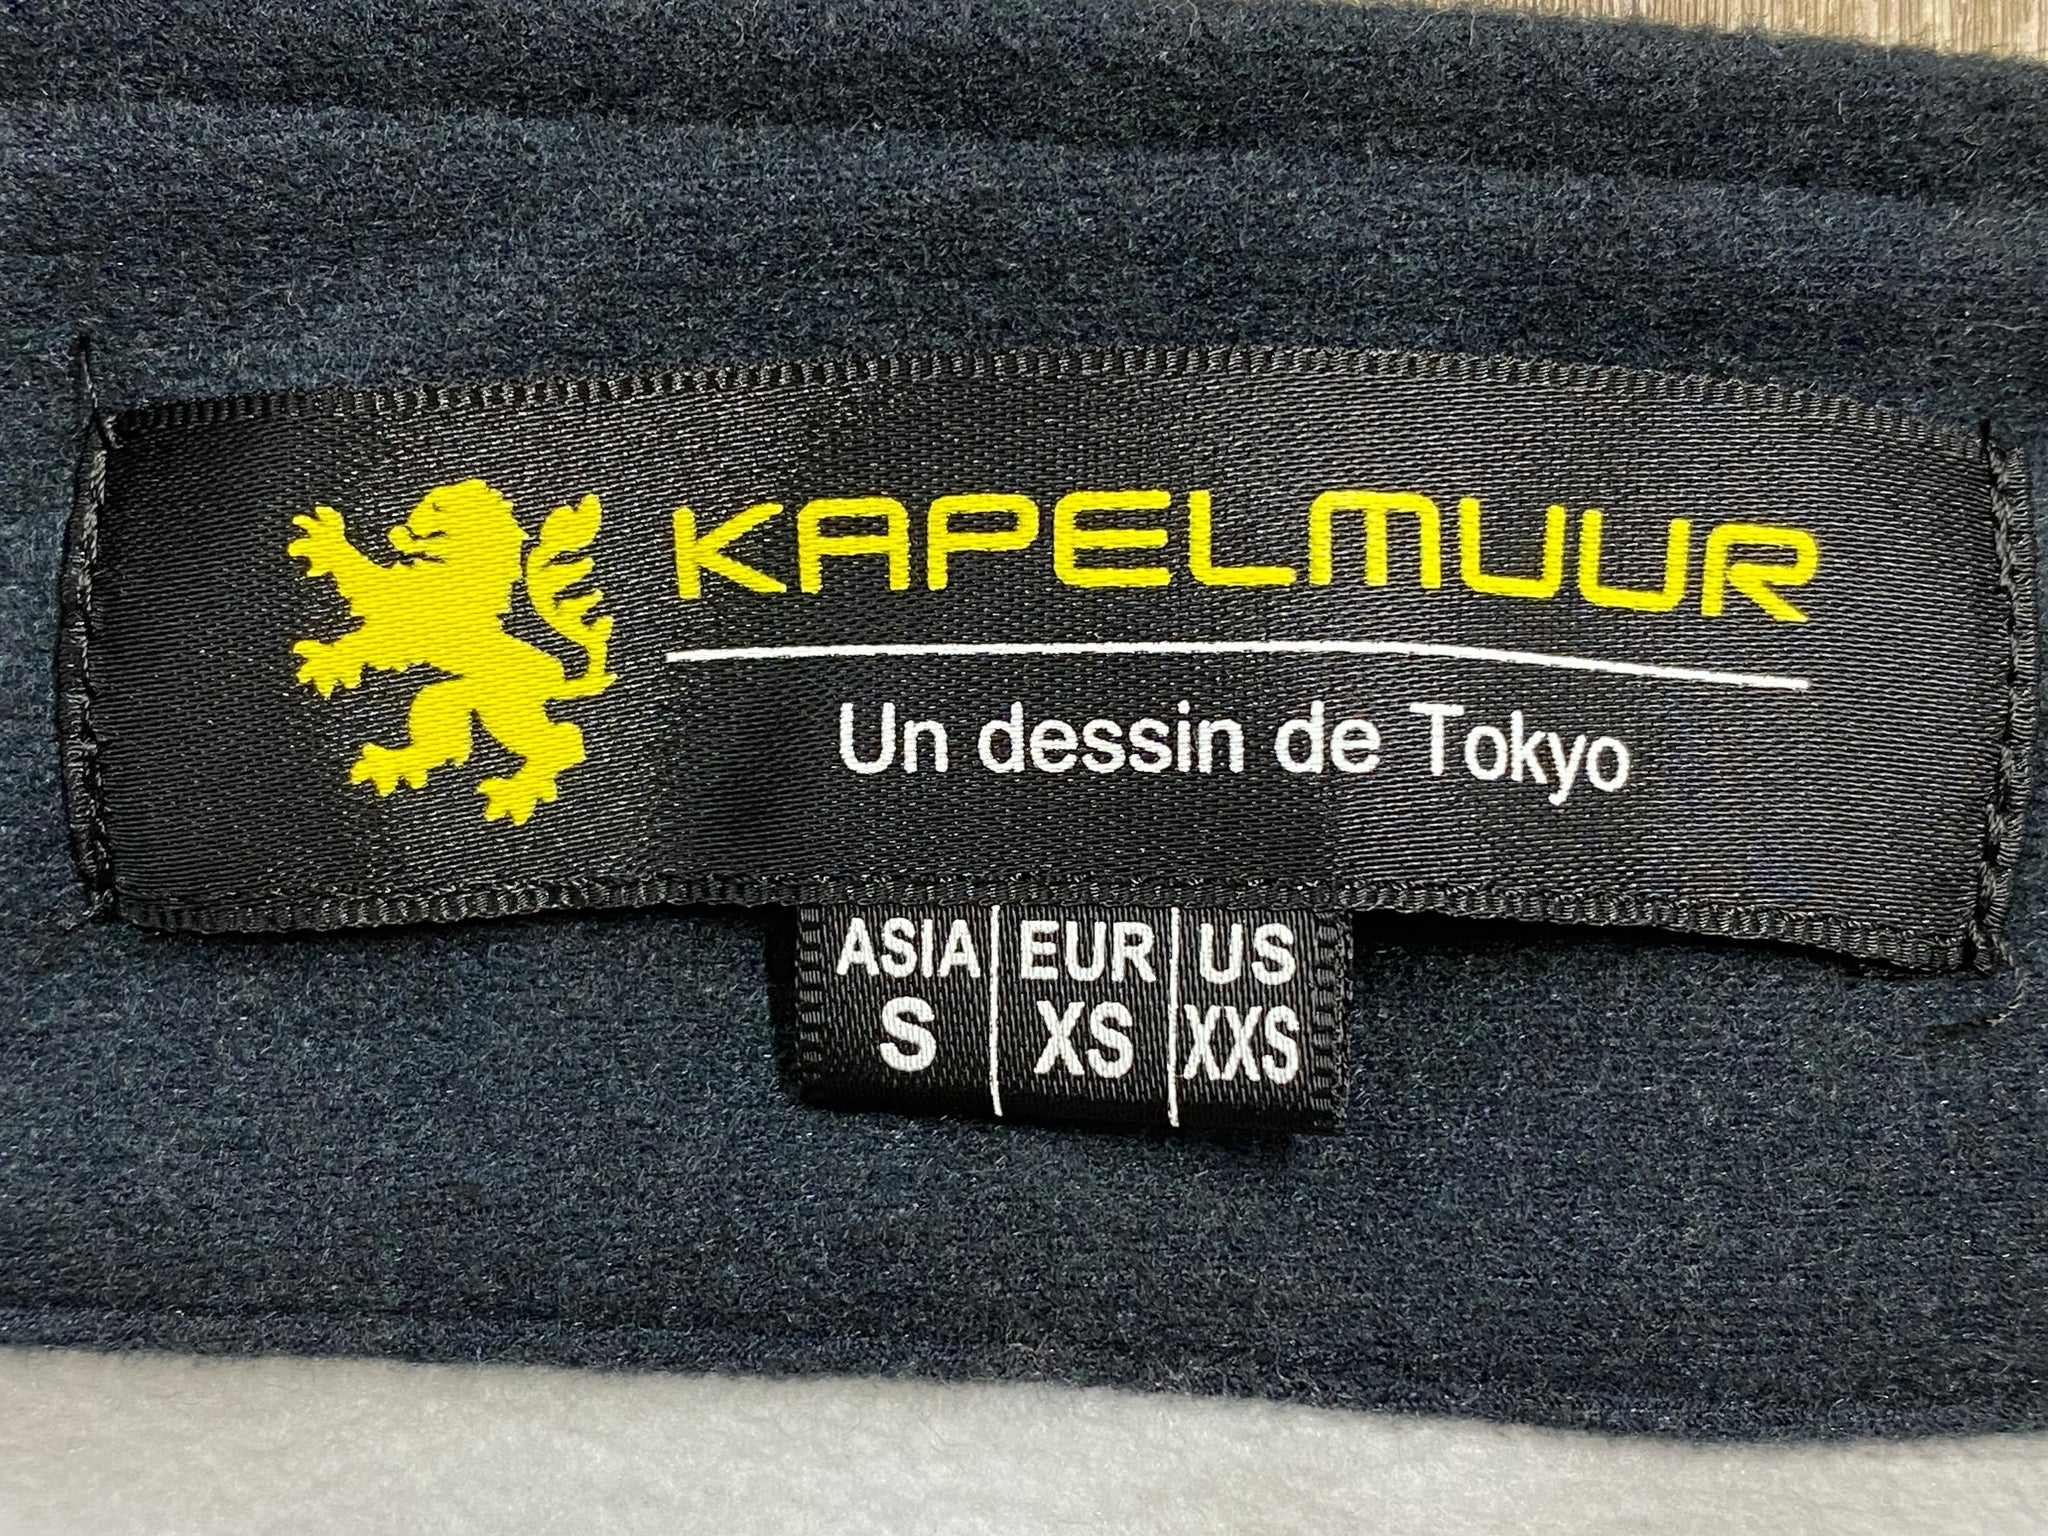 KAPELMUUR
Un dessin de Tokyo
ASIA EUR US
S XS XXS